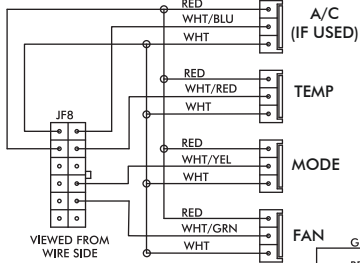 RED
WHT/BLU
WHT
A/C
(IF USED)
RED
WHT/RED
WHT
TEMP
JF8
RED
WHT/YEL
WHT
MODE
RED
WHT/GRN
WHT
FAN
VIEWED FROM
WIRE SIDE